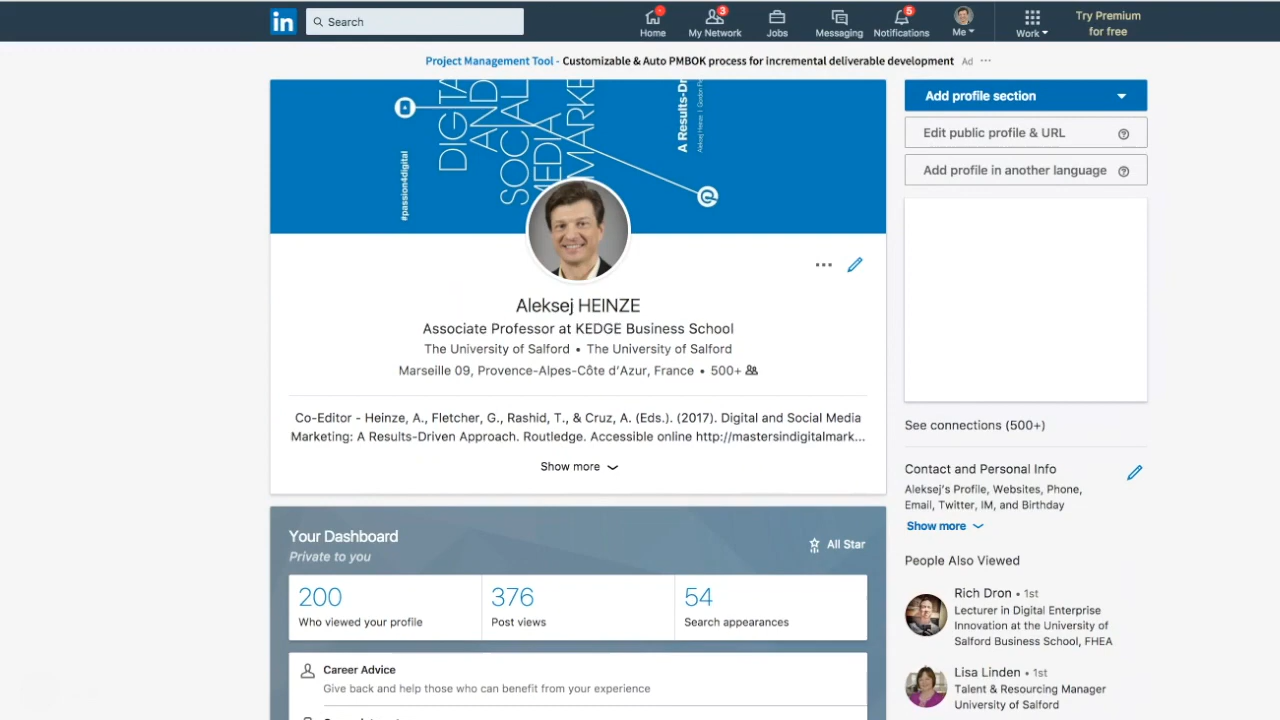 in
Search
Home
My Network
3
Jobs
Messaging
Notifications
5
Me
Work
Try Premium
for free
Project Management Tool - Customizable & Auto PMBOK process for incremental deliverable development Ad ...
#passion4digital
DIGITA
AND
SOCIAL
MEDIA
MARKE
A Results-Dr
Add profile section
Edit public profile & URL
Add profile in another language
Aleksej HEINZE
Associate Professor at KEDGE Business School
The University of Salford • The University of Salford
Marseille 09, Provence-Alpes-Côte d'Azur, France • 500+
Co-Editor - Heinze, A., Fletcher, G., Rashid, T., & Cruz, A. (Eds.). (2017). Digital and Social Media
Marketing: A Results-Driven Approach. Routledge. Accessible online http://mastersindigitalmark...
Show more
See connections (500+)
Contact and Personal Info
Aleksej's Profile, Websites, Phone,
Email, Twitter, IM, and Birthday
Show more
Your Dashboard
Private to you
All Star
200
Who viewed your profile
376
Post views
54
Search appearances
Career Advice
Give back and help those who can benefit from your experience
People Also Viewed
Rich Dron • 1st
Lecturer in Digital Enterprise
Innovation at the University of
Salford Business School, FHEA
Lisa Linden • 1st
Talent & Resourcing Manager
University of Salford